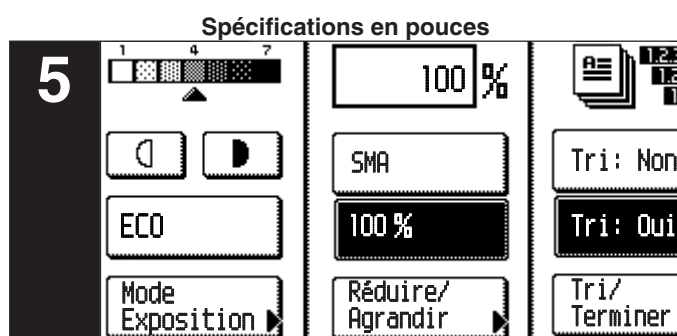 Spécifications en pouces
5
1 4 7
100 %
SMA
Tri: Non
ECO
100 %
Tri: Oui
Mode
Exposition
Réduire/
Agrandir
Tri/
Terminer